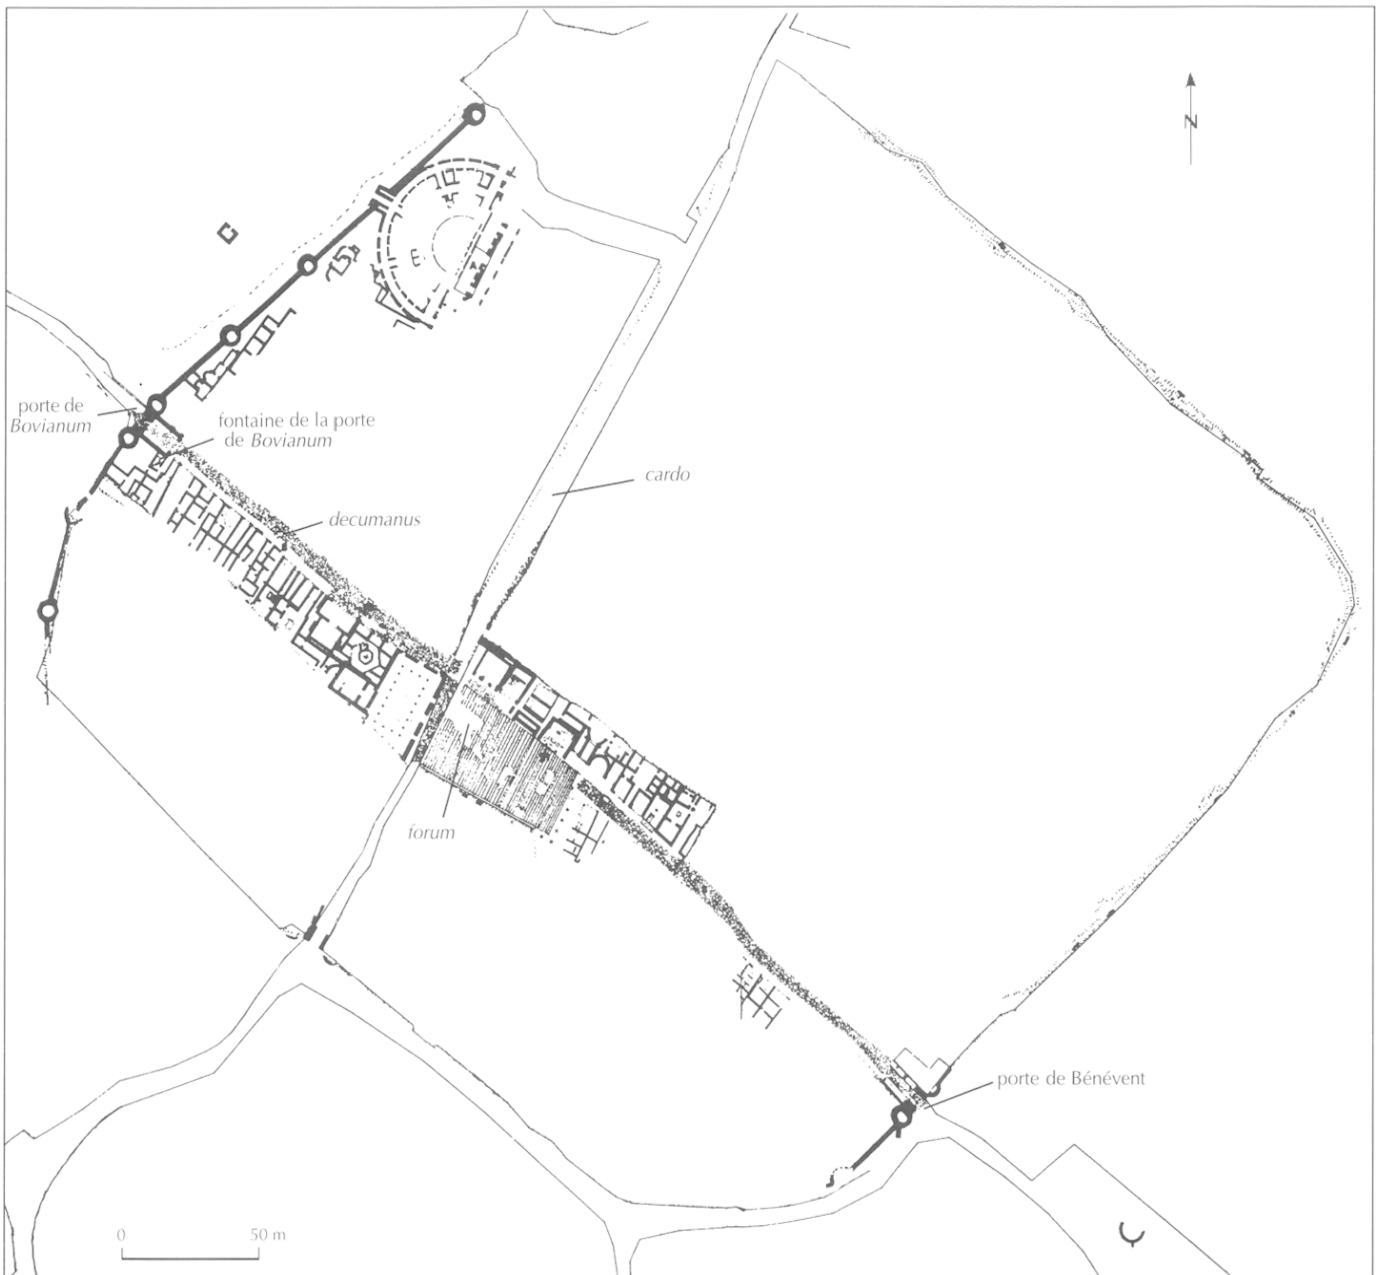 N
porte de
Bovianum
fontaine de la porte
de Bovianum
cardo
decumanus
forum
porte de Bénévent
0 50 m